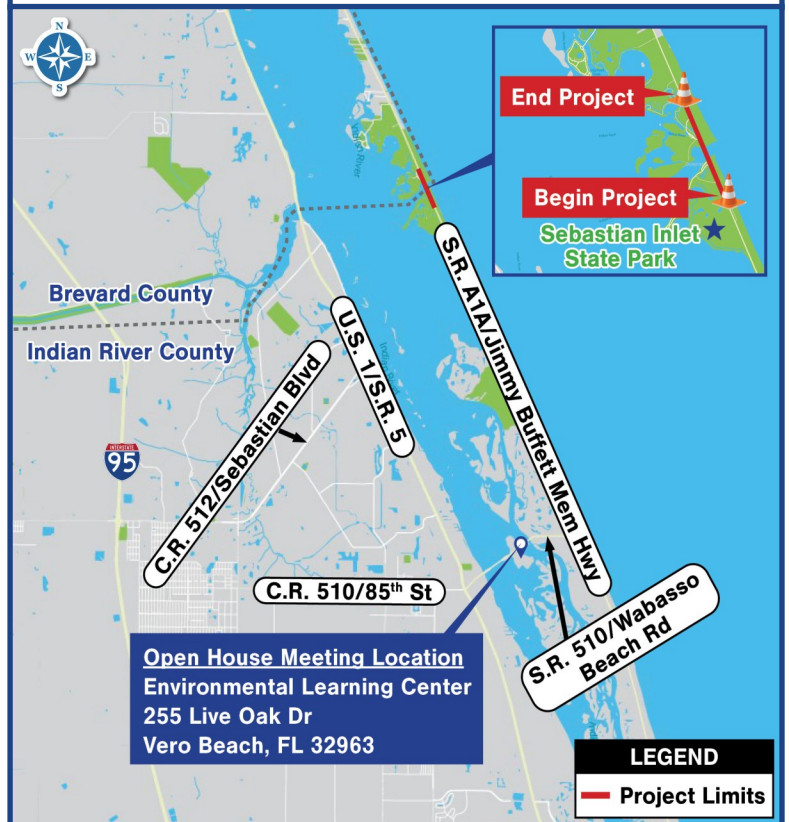 N
W
E
S
End Project
Begin Project
Sebastian Inlet
State Park
Brevard County
Indian River County
INTERSTATE
95
C.R. 512/Sebastian Blvd
U.S. 1/S.R. 5
S.R. A1A/Jimmy Buffett Mem Hwy
C.R. 510/85th St
S.R. 510/Wabasso
Beach Rd
Open House Meeting Location
Environmental Learning Center
255 Live Oak Dr
Vero Beach, FL 32963
LEGEND
Project Limits